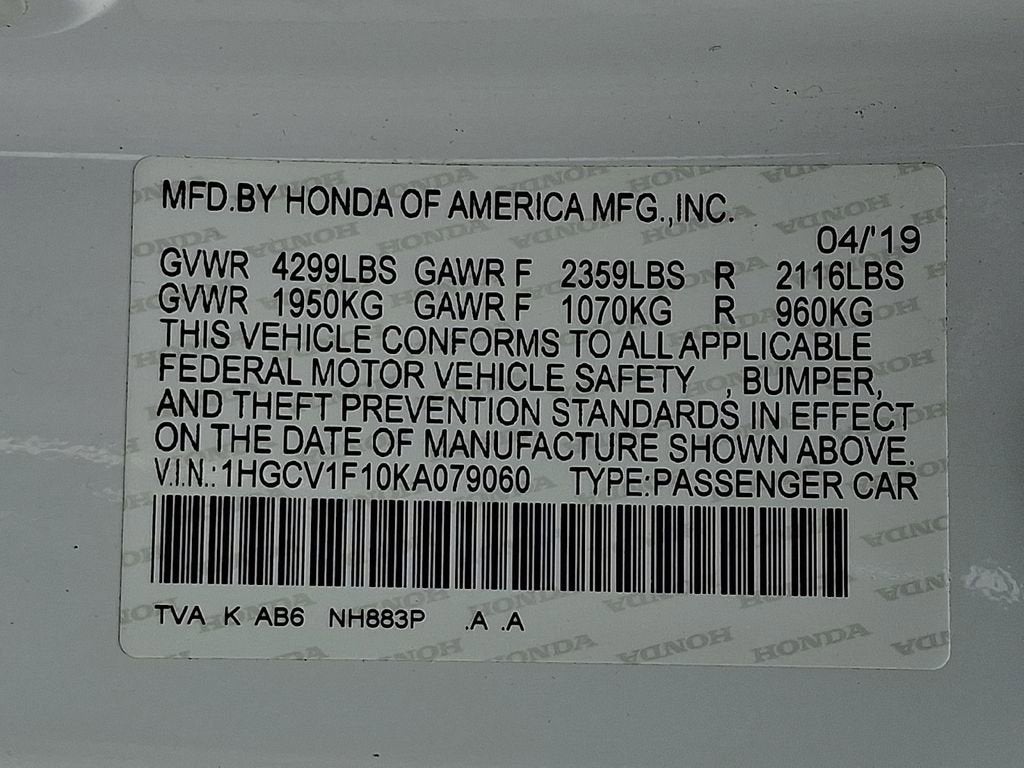 MFD.BY HONDA OF AMERICA MFG.,INC.
04/'19
GVWR 4299LBS GAWR F 2359LBS R 2116LBS
GVWR 1950KG GAWR F 1070KG R 960KG
THIS VEHICLE CONFORMS TO ALL APPLICABLE
FEDERAL MOTOR VEHICLE SAFETY , BUMPER,
AND THEFT PREVENTION STANDARDS IN EFFECT
ON THE DATE OF MANUFACTURE SHOWN ABOVE.
V.I.N.:1HGCV1F10KA079060 TYPE:PASSENGER CAR
TVA K AB6 NH883P .A .A